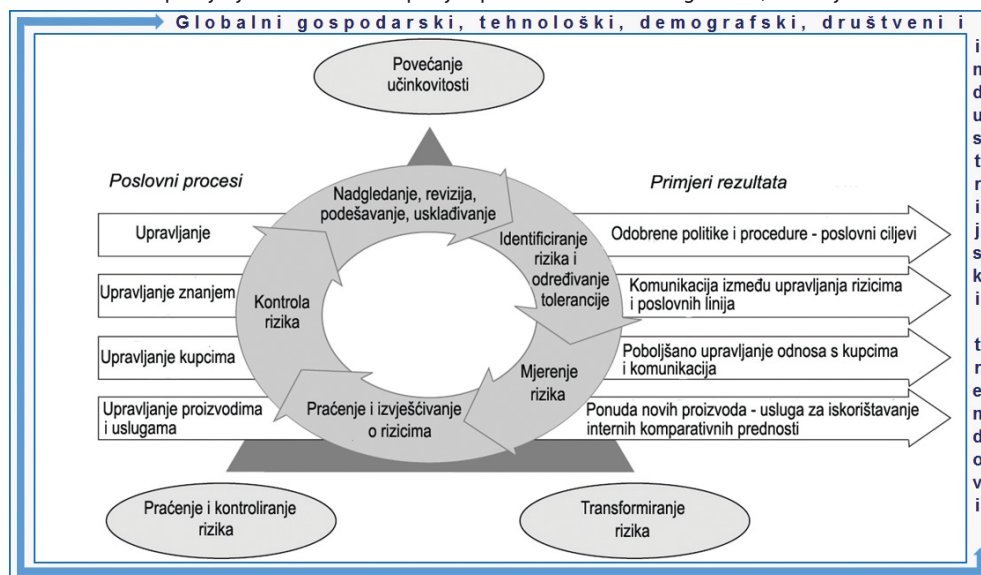 Globalni gospodarski, tehnološki, demografski, društveni i
industrijski trendovi
Povećanje
učinkovitosti
Poslovni procesi
Primjeri rezultata
Nadgledanje, revizija,
podešavanje, usklađivanje
Identificiranje
rizika i
određivanje
tolerancije
Mjerenje
rizika
Praćenje i izvješćivanje
o rizicima
Kontrola
rizika
Upravljanje
Upravljanje znanjem
Upravljanje kupcima
Upravljanje proizvodima
i uslugama
Odobrene politike i procedure - poslovni ciljevi
Komunikacija između upravljanja rizicima
i poslovnih linija
Poboljšano upravljanje odnosa s kupcima
i komunikacija
Ponuda novih proizvoda - usluga za iskorištavanje
internih komparativnih prednosti
Praćenje i kontroliranje
rizika
Transformiranje
rizika